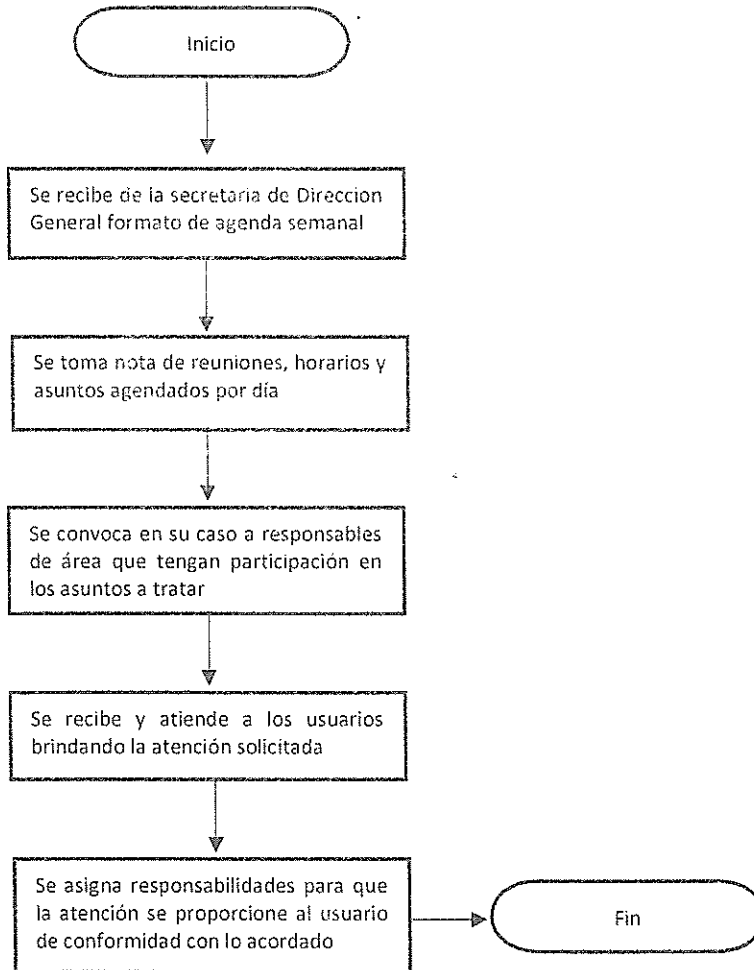 Inicio
Se recibe de la secretaria de Direccion
General formato de agenda semanal
Se toma nota de reuniones, horarios y
asuntos agendados por día
Se convoca en su caso a responsables
de área que tengan participación en
los asuntos a tratar
Se recibe y atiende a los usuarios
brindando la atención solicitada
Se asigna responsabilidades para que
la atención se proporcione al usuario
de conformidad con lo acordado
Fin